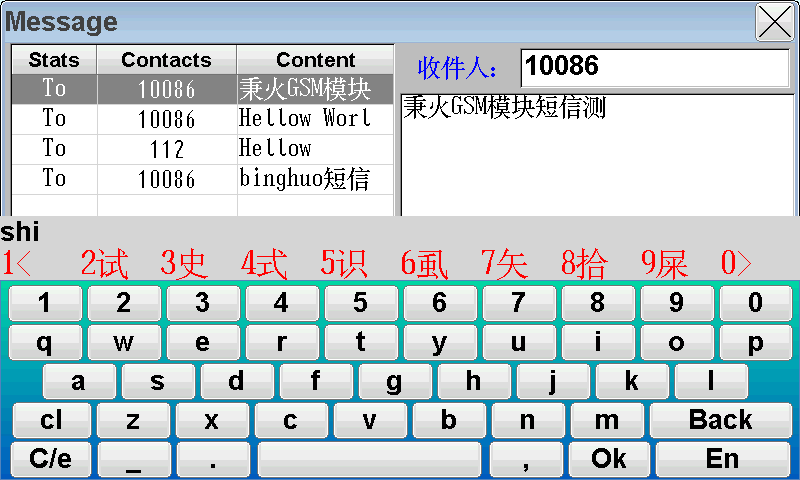 Message
Stats Contacts Content
To 10086 秉火GSM模块
To 10086 Hellow Worl
To 112 Hellow
To 10086 binghuo短信
收件人： 10086
秉火GSM模块短信测
shi
1< 2试 3史 4式 5识 6虱 7矢 8拾 9屎 0>
1 2 3 4 5 6 7 8 9 0
q w e r t y u i o p
a s d f g h j k l
cl z x c v b n m Back
C/e _ . , Ok En